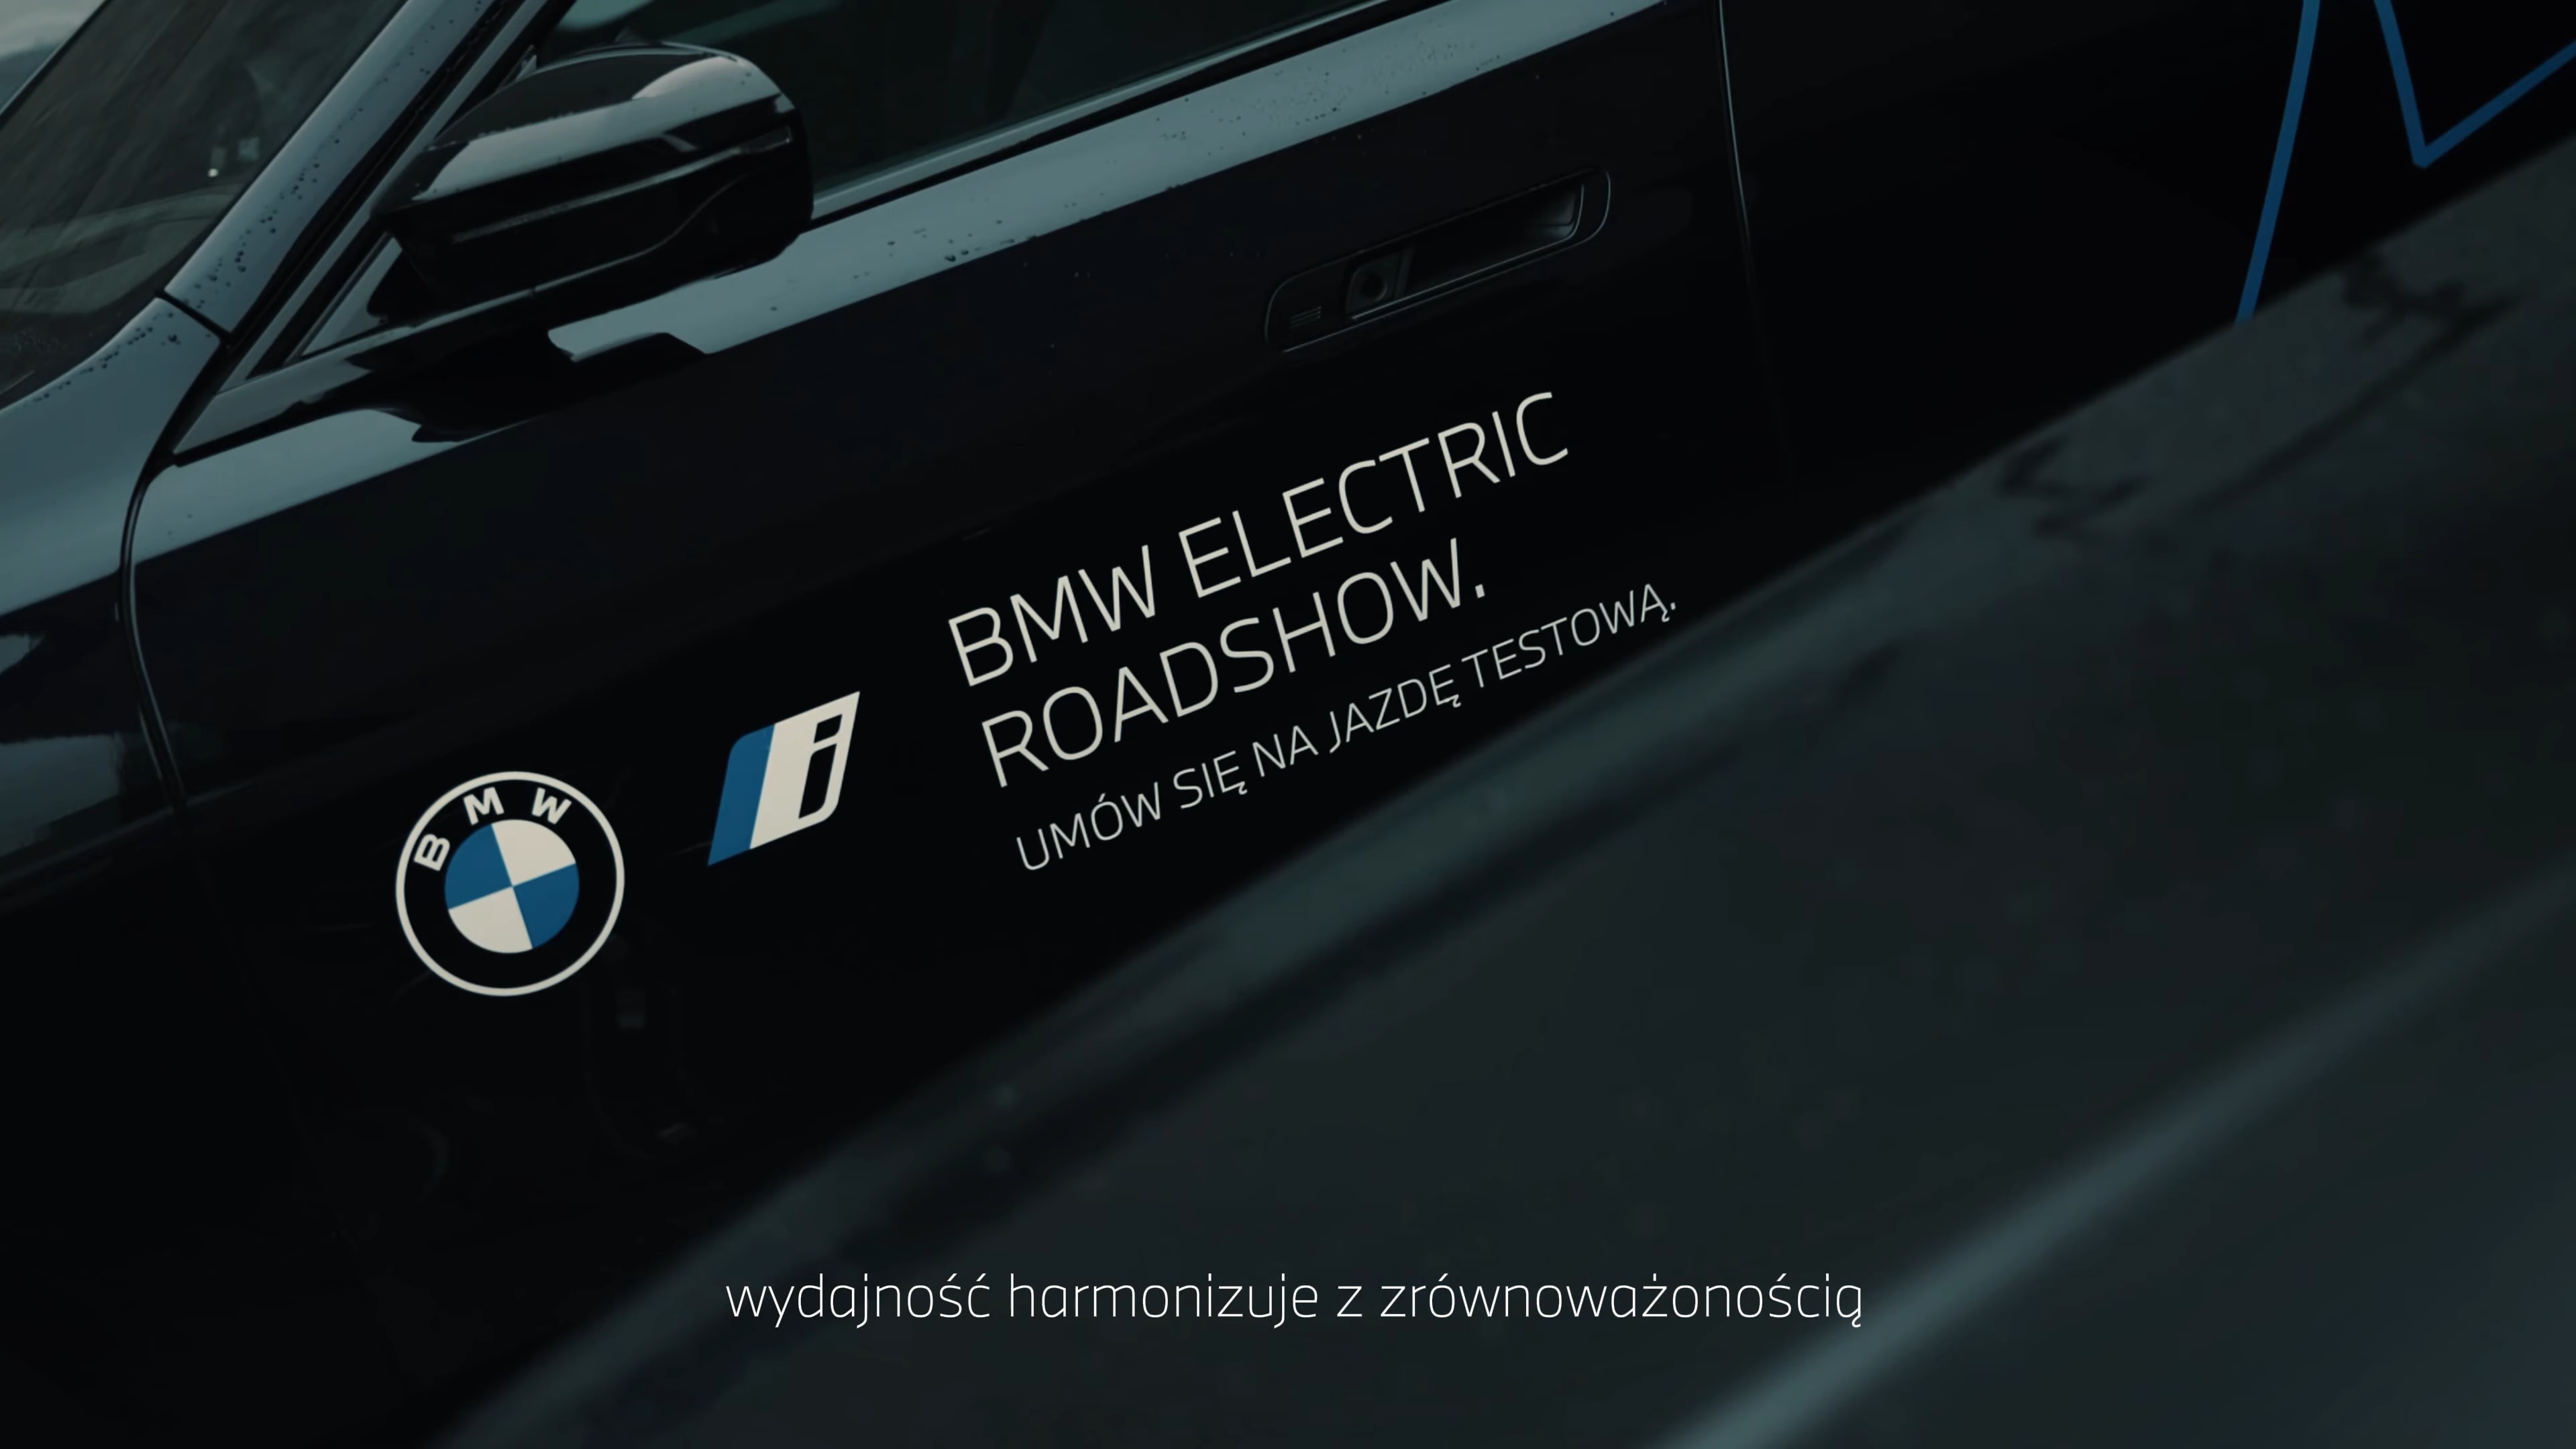 BMW ELECTRIC
ROADSHOW.
UMÓW SIĘ NA JAZDĘ TESTOWĄ.
BMW
i
wydajność harmonizuje z zrównoważonością